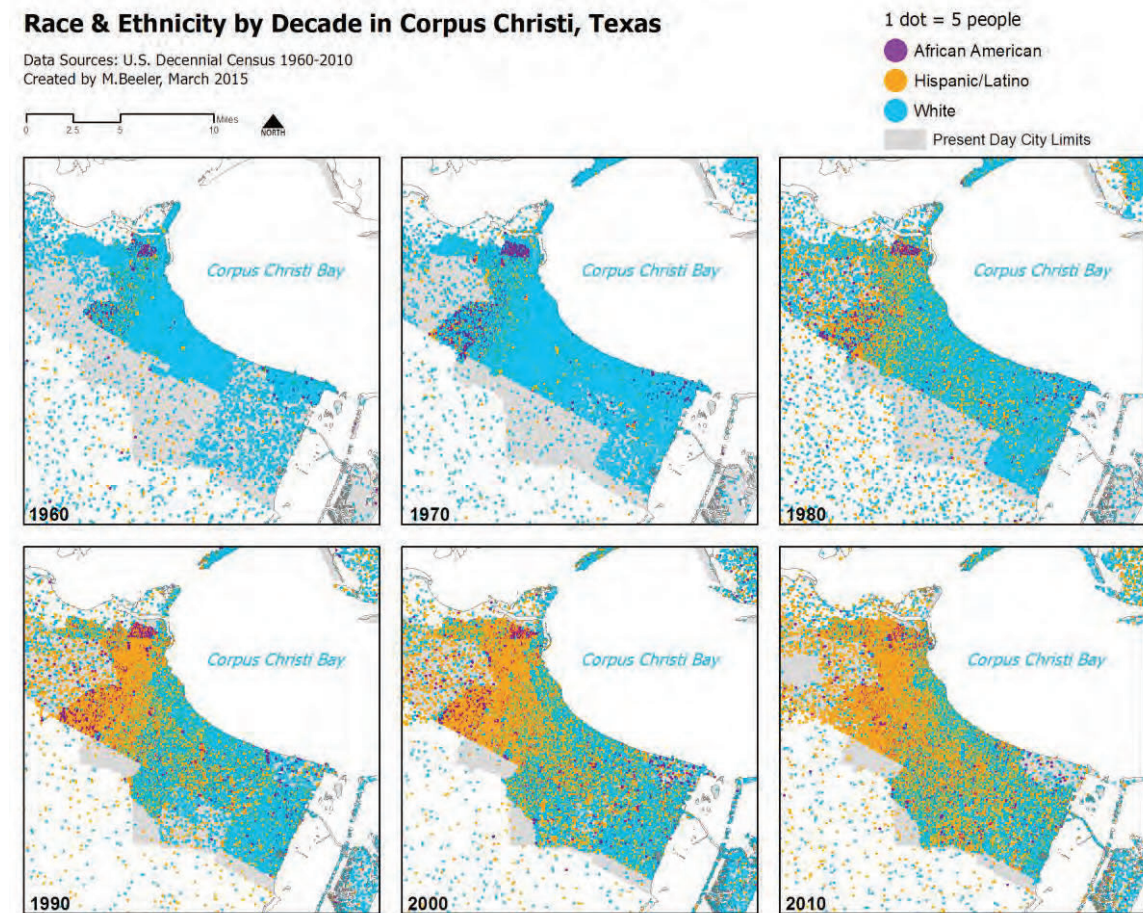 Race & Ethnicity by Decade in Corpus Christi, Texas
Data Sources: U.S. Decennial Census 1960-2010
Created by M.Beeler, March 2015
0 2.5 5 10 Miles
NORTH
1 dot = 5 people
African American
Hispanic/Latino
White
Present Day City Limits
Corpus Christi Bay
1960
Corpus Christi Bay
1970
Corpus Christi Bay
1980
Corpus Christi Bay
1990
Corpus Christi Bay
2000
Corpus Christi Bay
2010